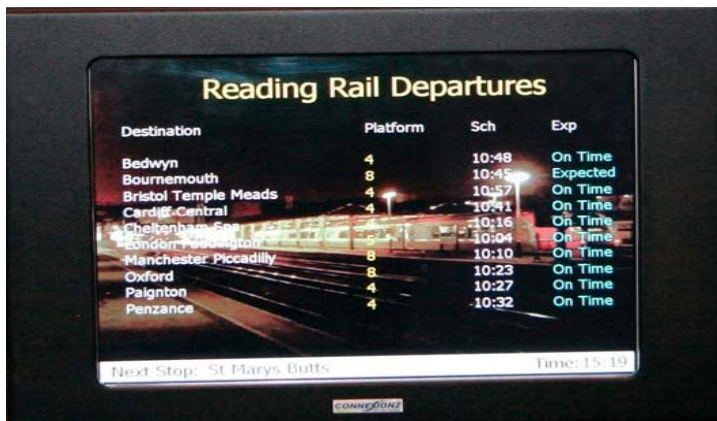 Reading Rail Departures
Destination Platform Sch Exp
Bedwyn 4 10:48 On Time
Bournemouth 8 10:45 Expected
Bristol Temple Meads 4 10:57 On Time
Cardiff Central 4 10:41 On Time
Cheltenham Spa 4 10:16 On Time
London Paddington 5 10:04 On Time
Manchester Piccadilly 8 10:10 On Time
Oxford 8 10:23 On Time
Paignton 4 10:27 On Time
Penzance 4 10:32 On Time
Next Stop: St Marys Butts Time: 15:19
CONNEXIONZ